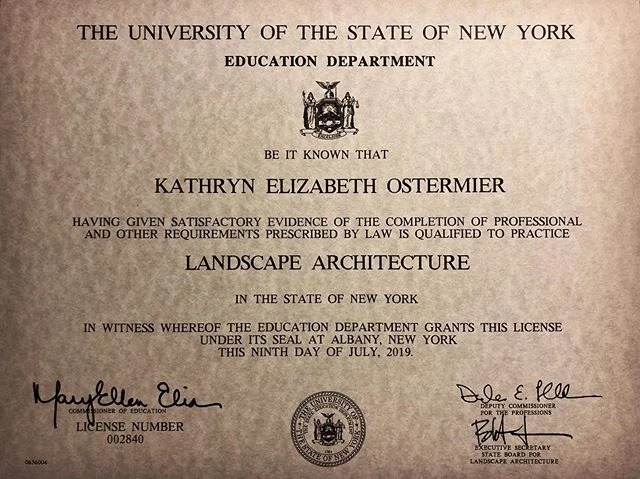 THE UNIVERSITY OF THE STATE OF NEW YORK
EDUCATION DEPARTMENT
EXCELSIOR
BE IT KNOWN THAT
KATHRYN ELIZABETH OSTERMIER
HAVING GIVEN SATISFACTORY EVIDENCE OF THE COMPLETION OF PROFESSIONAL
AND OTHER REQUIREMENTS PRESCRIBED BY LAW IS QUALIFIED TO PRACTICE
LANDSCAPE ARCHITECTURE
IN THE STATE OF NEW YORK
IN WITNESS WHEREOF THE EDUCATION DEPARTMENT GRANTS THIS LICENSE
UNDER ITS SEAL AT ALBANY, NEW YORK
THIS NINTH DAY OF JULY, 2019.
MaryEllen Elia
COMMISSIONER OF EDUCATION
LICENSE NUMBER
002840
0656004
DEPUTY COMMISSIONER
FOR THE PROFESSIONS
EXECUTIVE SECRETARY
STATE BOARD FOR
LANDSCAPE ARCHITECTURE